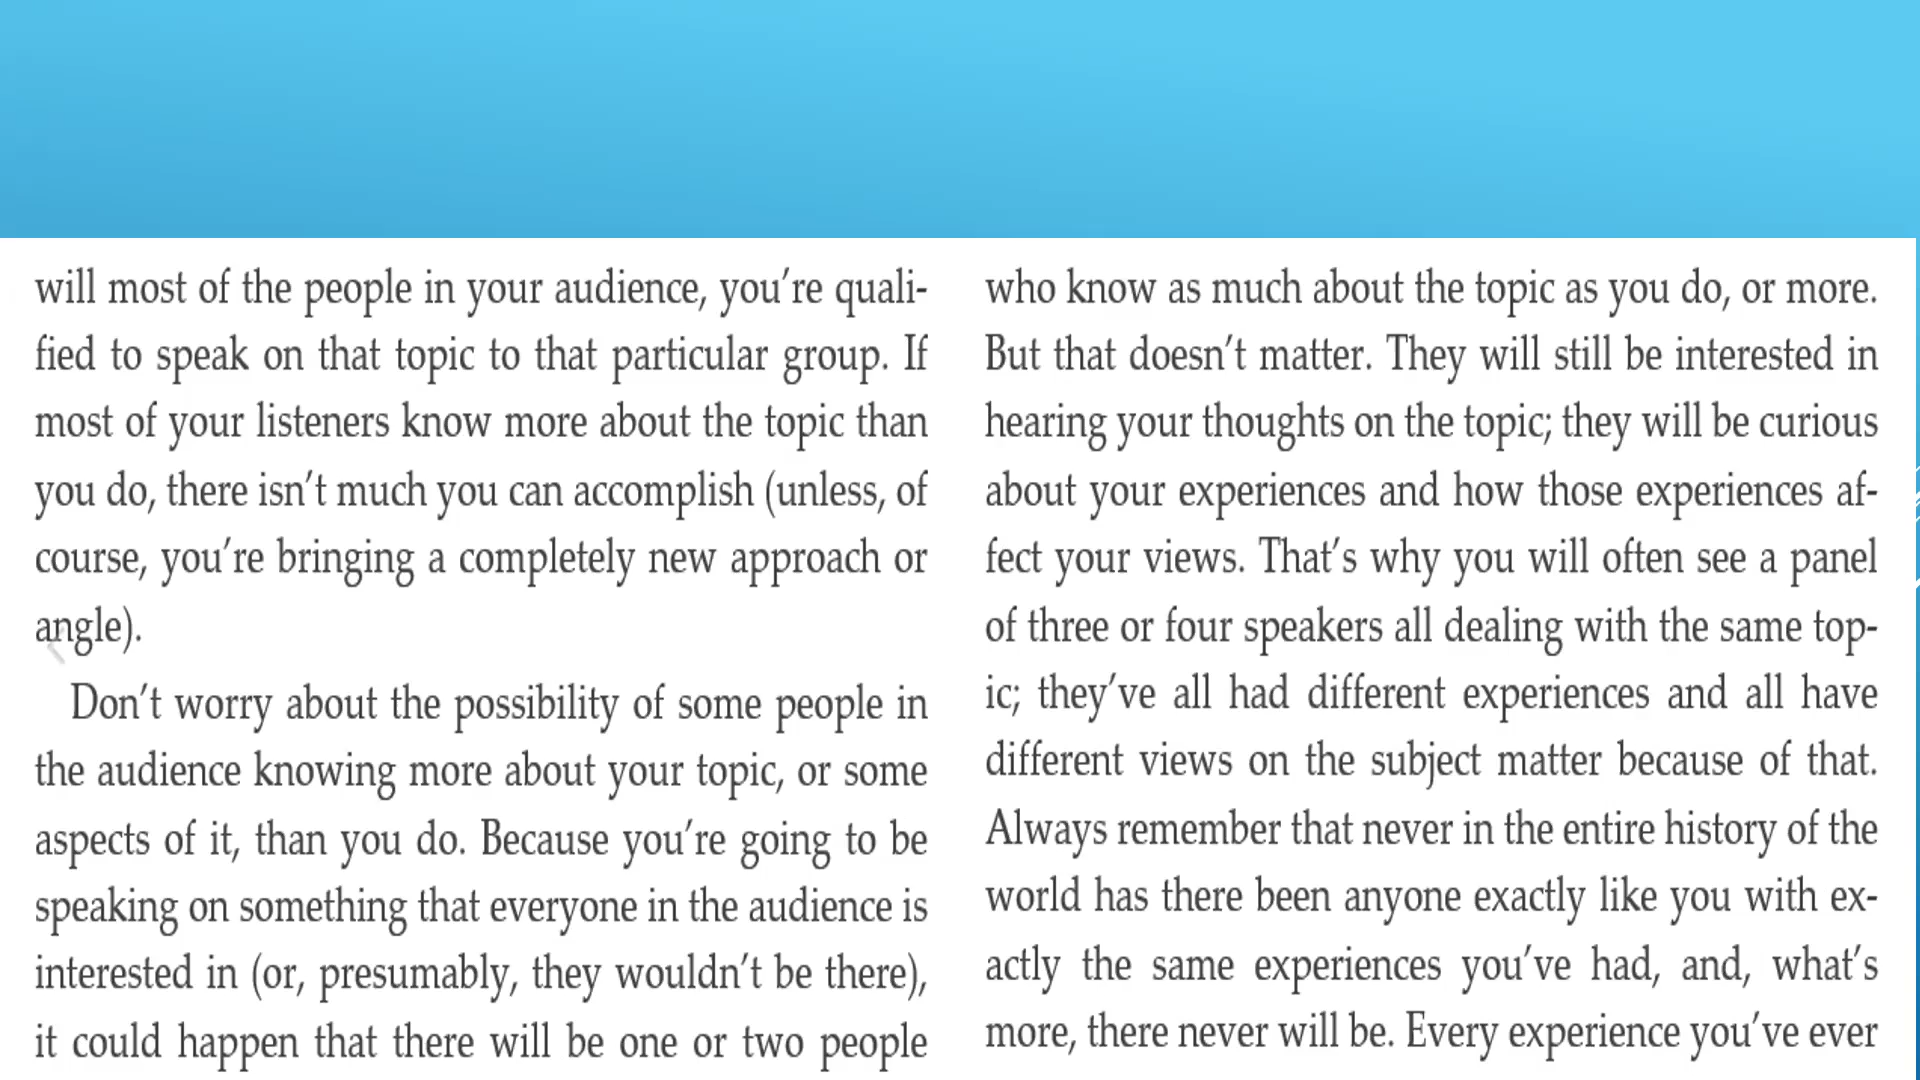 will most of the people in your audience, you’re quali-
fied to speak on that topic to that particular group. If
most of your listeners know more about the topic than
you do, there isn’t much you can accomplish (unless, of
course, you’re bringing a completely new approach or
angle).
Don’t worry about the possibility of some people in
the audience knowing more about your topic, or some
aspects of it, than you do. Because you’re going to be
speaking on something that everyone in the audience is
interested in (or, presumably, they wouldn’t be there),
it could happen that there will be one or two people
who know as much about the topic as you do, or more.
But that doesn’t matter. They will still be interested in
hearing your thoughts on the topic; they will be curious
about your experiences and how those experiences af-
fect your views. That’s why you will often see a panel
of three or four speakers all dealing with the same top-
ic; they’ve all had different experiences and all have
different views on the subject matter because of that.
Always remember that never in the entire history of the
world has there been anyone exactly like you with ex-
actly the same experiences you’ve had, and, what’s
more, there never will be. Every experience you’ve ever